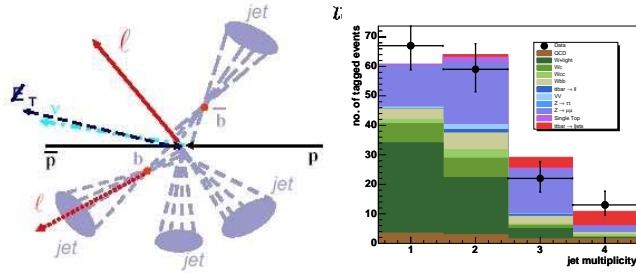 jet
ℓ
E̸_T
ν
b̅
p̅
b
p
ℓ
jet
jet
jet
no. of tagged events
70
60
50
40
30
20
10
0
Data
QCD
W+light
Wc
Wcc
Wbb
ttbar → ll
VV
Z → ττ
Z → μμ
Single Top
ttbar → ljets
1
2
3
4
jet multiplicity